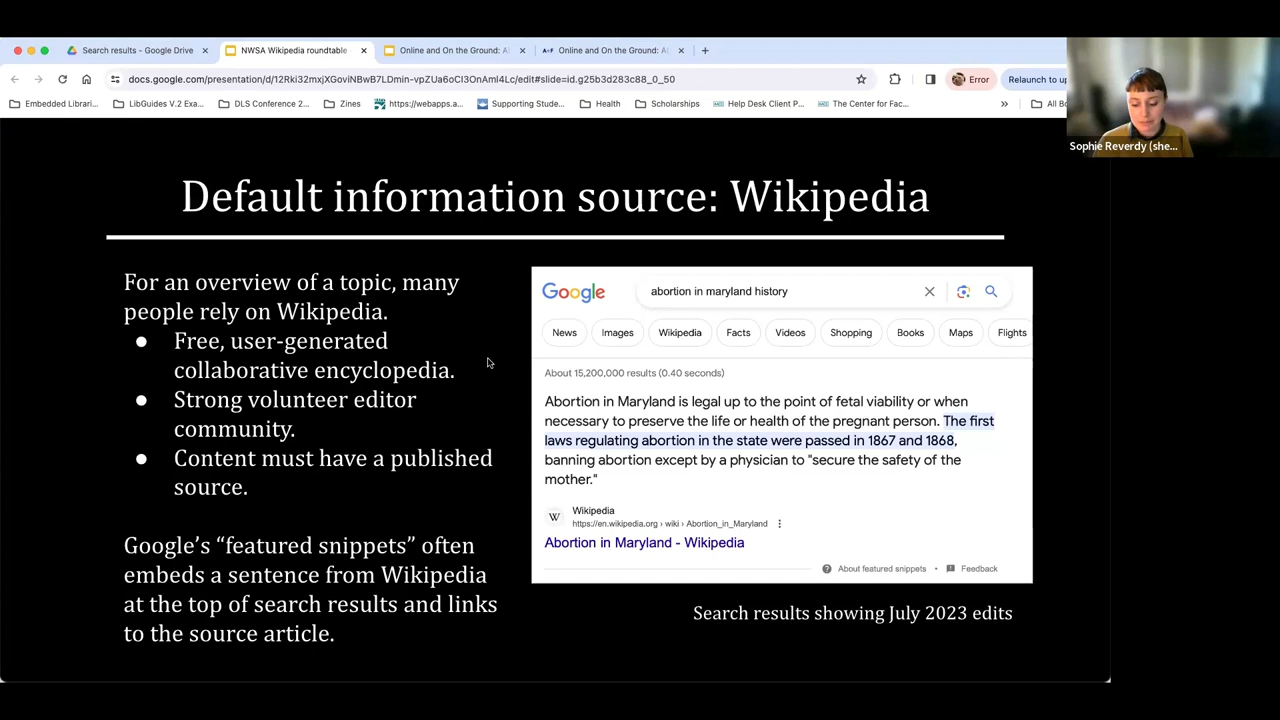 Search results - Google Drive
NWSA Wikipedia roundtable
Online and On the Ground: A
Online and On the Ground: A
docs.google.com/presentation/d/12Rki32mxjXGoviNBwB7LDmin-vpZUa6oCI3OnAmI4Lc/edit#slide=id.g25b3d283c88_0_50
Error
Relaunch to up
Embedded Librari...
LibGuides V.2 Exa...
DLS Conference 2...
Zines
https://webapps.a...
Supporting Stude...
Health
Scholarships
Help Desk Client P...
The Center for Fac...
All Bo
Sophie Reverdy (she...
Default information source: Wikipedia
For an overview of a topic, many
people rely on Wikipedia.
● Free, user-generated
collaborative encyclopedia.
● Strong volunteer editor
community.
● Content must have a published
source.
Google’s “featured snippets” often
embeds a sentence from Wikipedia
at the top of search results and links
to the source article.
Google
abortion in maryland history
News Images Wikipedia Facts Videos Shopping Books Maps Flights
About 15,200,000 results (0.40 seconds)
Abortion in Maryland is legal up to the point of fetal viability or when
necessary to preserve the life or health of the pregnant person. The first
laws regulating abortion in the state were passed in 1867 and 1868,
banning abortion except by a physician to "secure the safety of the
mother."
W
Wikipedia
https://en.wikipedia.org › wiki › Abortion_in_Maryland
Abortion in Maryland - Wikipedia
About featured snippets • Feedback
Search results showing July 2023 edits